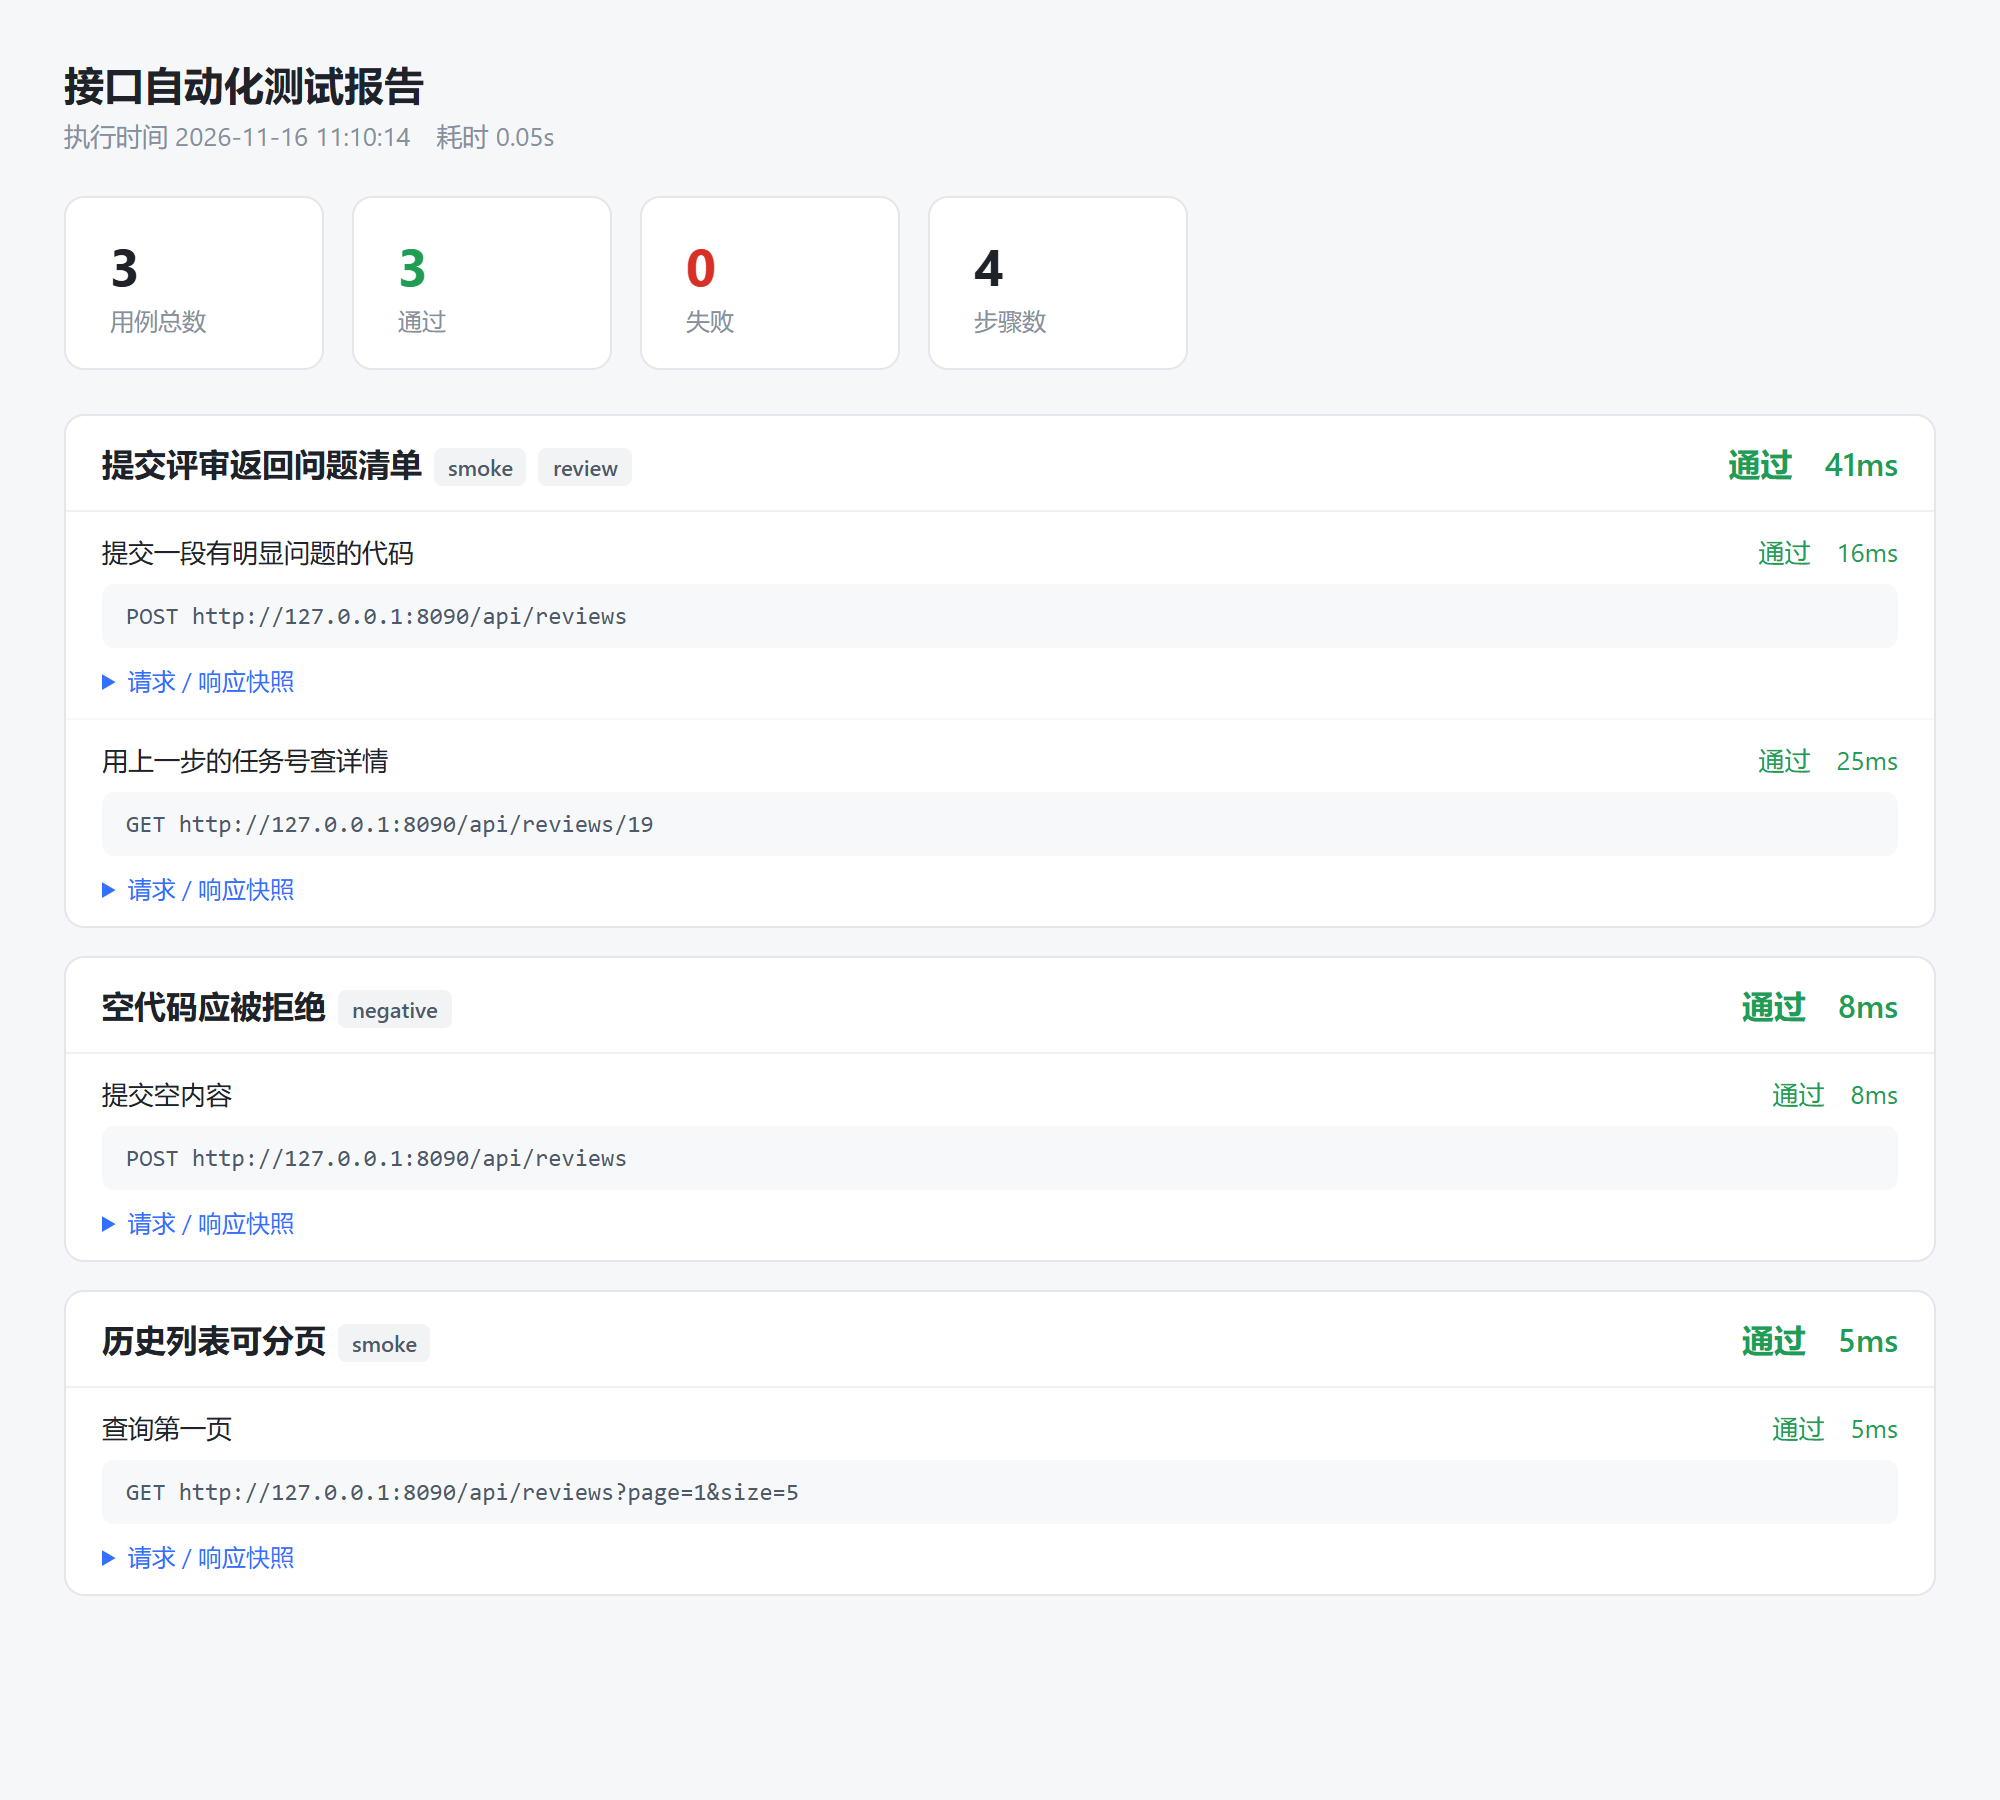 接口自动化测试报告
执行时间 2026-11-16 11:10:14 耗时 0.05s
3 3 0 4
用例总数 通过 失败 步骤数
提交评审返回问题清单 smoke review 通过 41ms
提交一段有明显问题的代码 通过 16ms
POST http://127.0.0.1:8090/api/reviews
▶ 请求 / 响应快照
用上一步的任务号查详情 通过 25ms
GET http://127.0.0.1:8090/api/reviews/19
▶ 请求 / 响应快照
空代码应被拒绝 negative 通过 8ms
提交空内容 通过 8ms
POST http://127.0.0.1:8090/api/reviews
▶ 请求 / 响应快照
历史列表可分页 smoke 通过 5ms
查询第一页 通过 5ms
GET http://127.0.0.1:8090/api/reviews?page=1&size=5
▶ 请求 / 响应快照